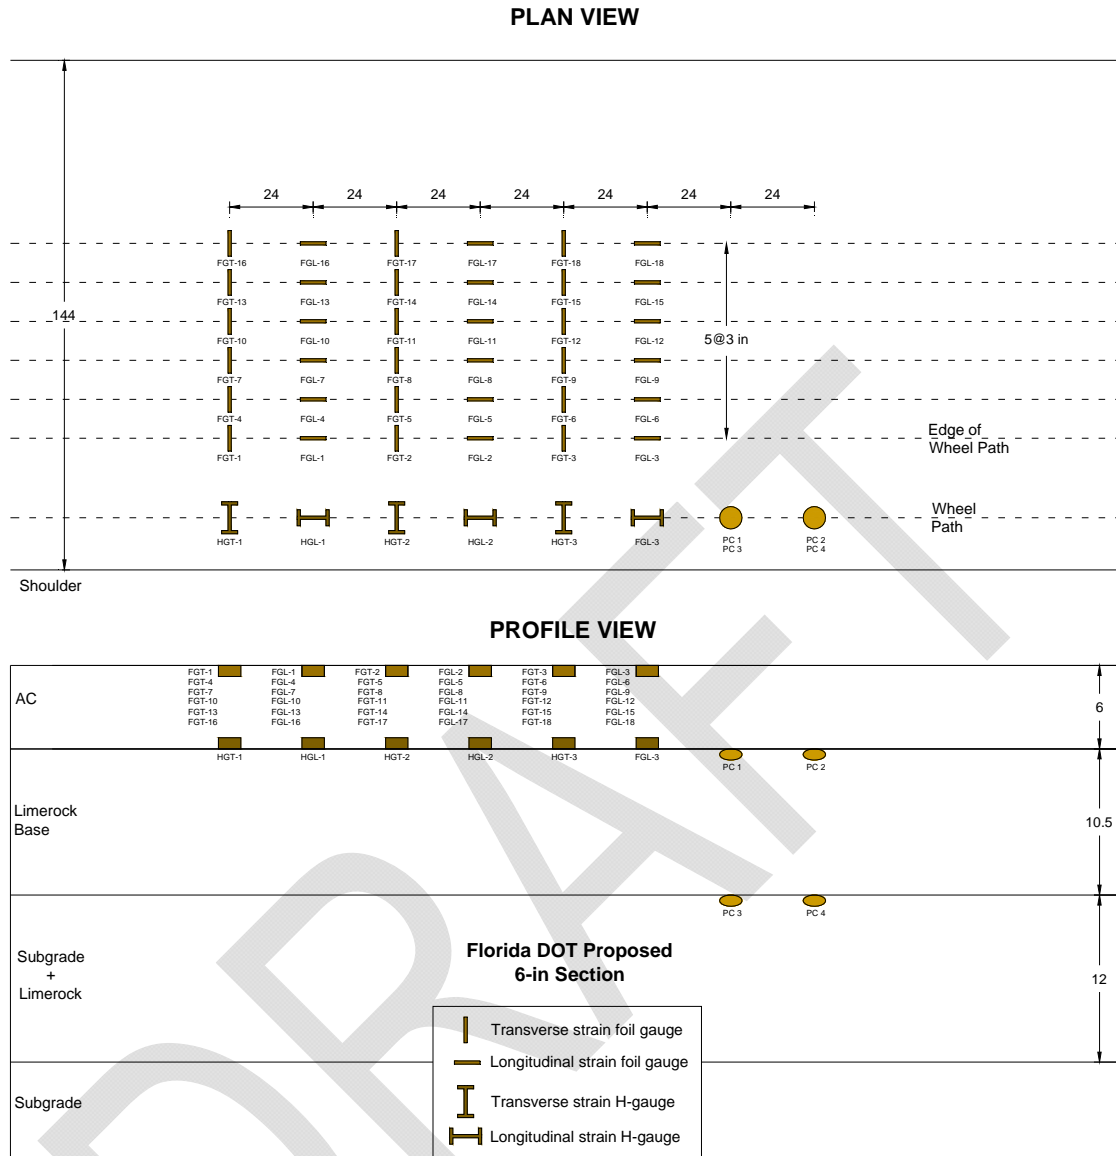 PLAN VIEW
24 24 24 24 24 24 24
FGT-16 FGL-16 FGT-17 FGL-17 FGT-18 FGL-18
FGT-13 FGL-13 FGT-14 FGL-14 FGT-15 FGL-15
144
FGT-10 FGL-10 FGT-11 FGL-11 FGT-12 FGL-12
5@3 in
FGT-7 FGL-7 FGT-8 FGL-8 FGT-9 FGL-9
FGT-4 FGL-4 FGT-5 FGL-5 FGT-6 FGL-6
Edge of
Wheel Path
FGT-1 FGL-1 FGT-2 FGL-2 FGT-3 FGL-3
Wheel
Path
HGT-1 HGL-1 HGT-2 HGL-2 HGT-3 FGL-3
PC 1 PC 2
PC 3 PC 4
Shoulder
PROFILE VIEW
FGT-1 FGL-1 FGT-2 FGL-2 FGT-3 FGL-3
FGT-4 FGL-4 FGT-5 FGL-5 FGT-6 FGL-6
FGT-7 FGL-7 FGT-8 FGL-8 FGT-9 FGL-9
FGT-10 FGL-10 FGT-11 FGL-11 FGT-12 FGL-12
FGT-13 FGL-13 FGT-14 FGL-14 FGT-15 FGL-15
FGT-16 FGL-16 FGT-17 FGL-17 FGT-18 FGL-18
AC
6
HGT-1 HGL-1 HGT-2 HGL-2 HGT-3 FGL-3
PC 1 PC 2
Limerock
Base
10.5
PC 3 PC 4
Subgrade
+
Limerock
Florida DOT Proposed
6-in Section
12
Transverse strain foil gauge
Longitudinal strain foil gauge
Transverse strain H-gauge
Longitudinal strain H-gauge
Subgrade
DRAFT